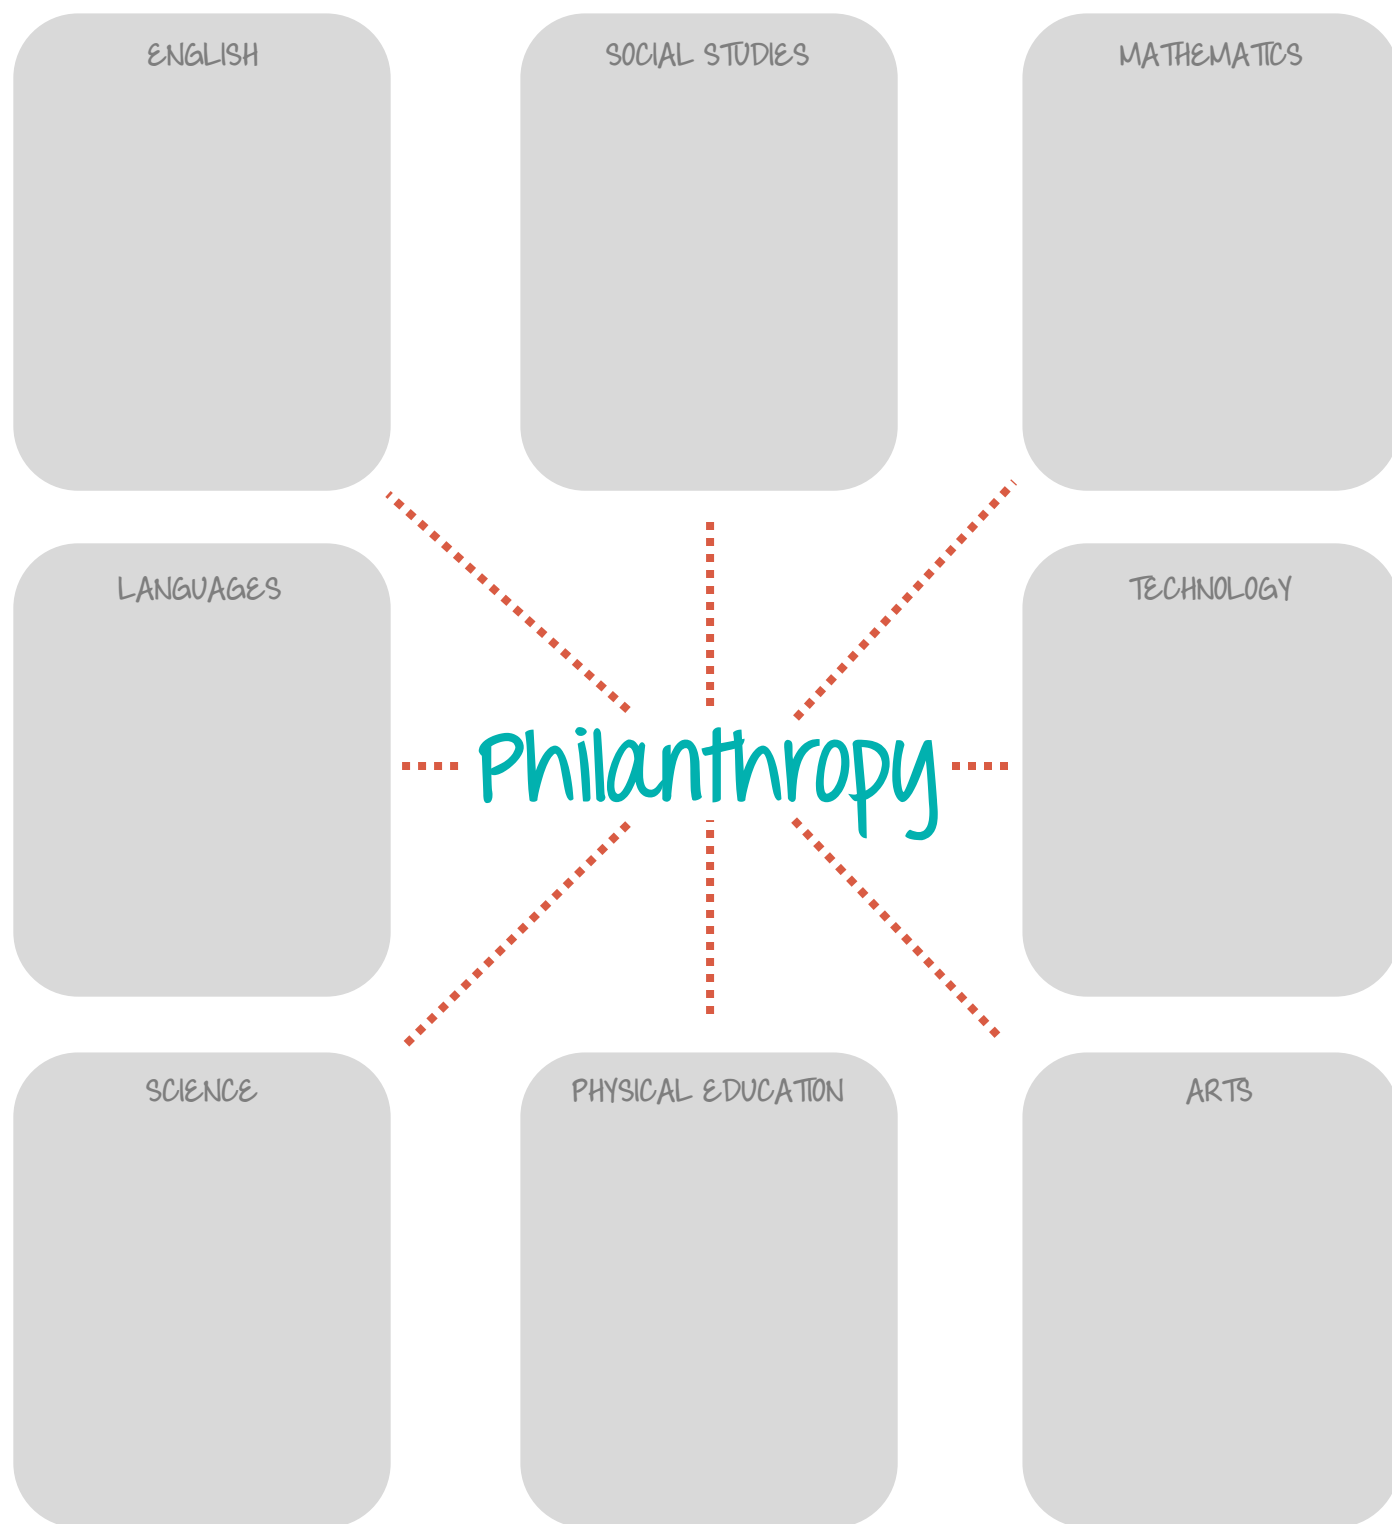 ENGLISH
SOCIAL STUDIES
MATHEMATICS
LANGUAGES
TECHNOLOGY
Philanthropy
SCIENCE
PHYSICAL EDUCATION
ARTS